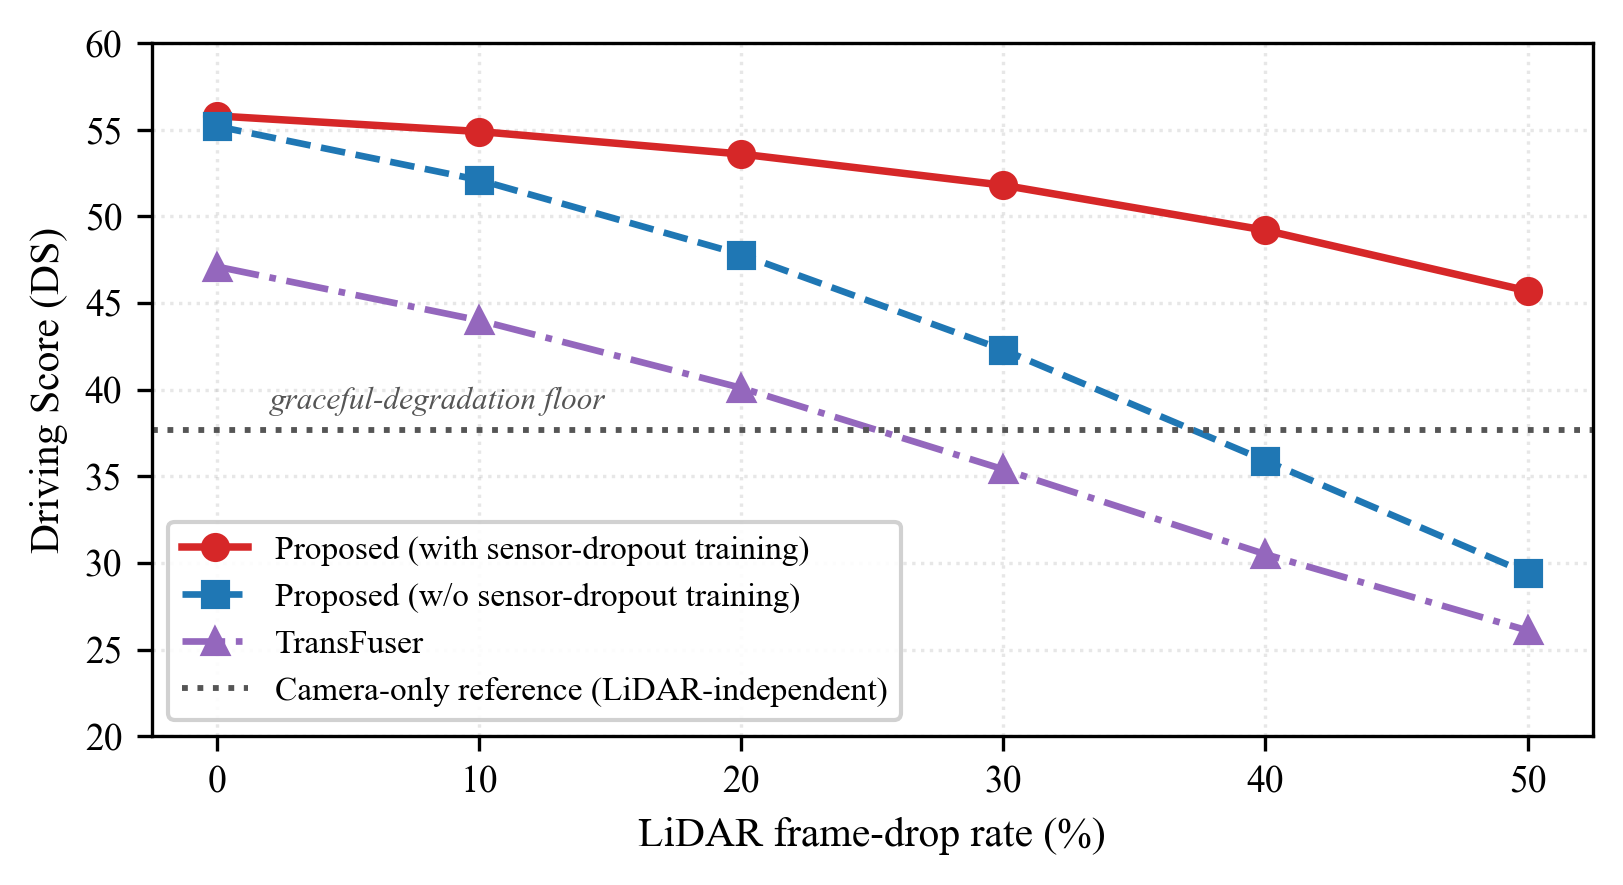 60
55
50
45
40
35
30
25
20
Driving Score (DS)
graceful-degradation floor
Proposed (with sensor-dropout training)
Proposed (w/o sensor-dropout training)
TransFuser
Camera-only reference (LiDAR-independent)
0 10 20 30 40 50
LiDAR frame-drop rate (%)